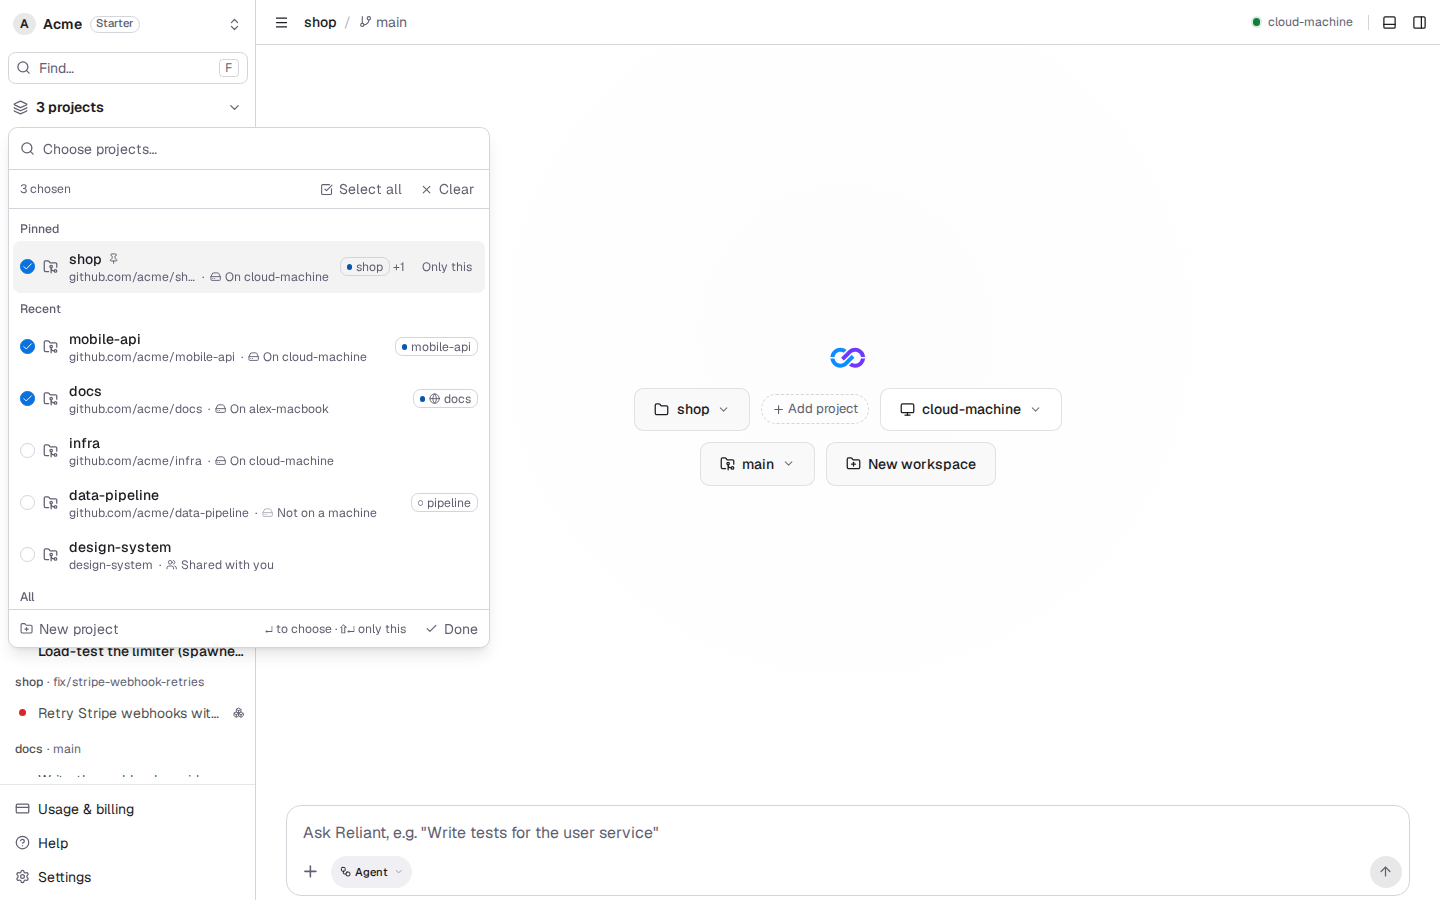 A Acme Starter
Find... F
3 projects
Choose projects...
3 chosen Select all Clear
Pinned
shop
github.com/acme/sh... · On cloud-machine shop +1 Only this
Recent
mobile-api
github.com/acme/mobile-api · On cloud-machine mobile-api
docs
github.com/acme/docs · On alex-macbook docs
infra
github.com/acme/infra · On cloud-machine
data-pipeline
github.com/acme/data-pipeline · Not on a machine pipeline
design-system
design-system · Shared with you
All
New project ↵ to choose · ⇧↵ only this Done
Load-test the limiter (spawne...
shop · fix/stripe-webhook-retries
Retry Stripe webhooks wit...
docs · main
Usage & billing
Help
Settings
shop / main cloud-machine
shop Add project cloud-machine
main New workspace
Ask Reliant, e.g. "Write tests for the user service"
Agent